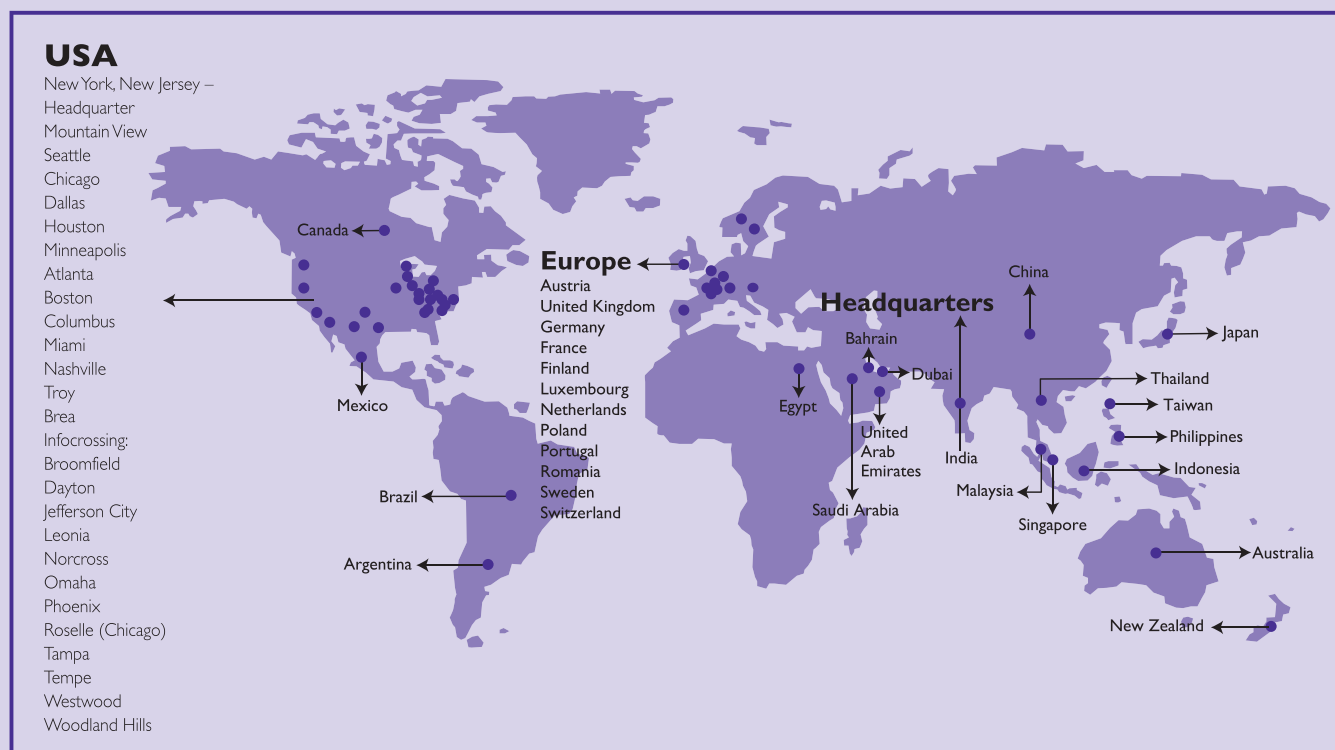 USA
New York, New Jersey –
Headquarter
Mountain View
Seattle
Chicago
Dallas
Houston
Minneapolis
Atlanta
Boston
Columbus
Miami
Nashville
Troy
Brea
Infocrossing:
Broomfield
Dayton
Jefferson City
Leonia
Norcross
Omaha
Phoenix
Roselle (Chicago)
Tampa
Tempe
Westwood
Woodland Hills
Canada
Mexico
Brazil
Argentina
Europe
Austria
United Kingdom
Germany
France
Finland
Luxembourg
Netherlands
Poland
Portugal
Romania
Sweden
Switzerland
Headquarters
Bahrain
Dubai
Egypt
United
Arab
Emirates
Saudi Arabia
India
China
Japan
Thailand
Taiwan
Philippines
Indonesia
Malaysia
Singapore
Australia
New Zealand